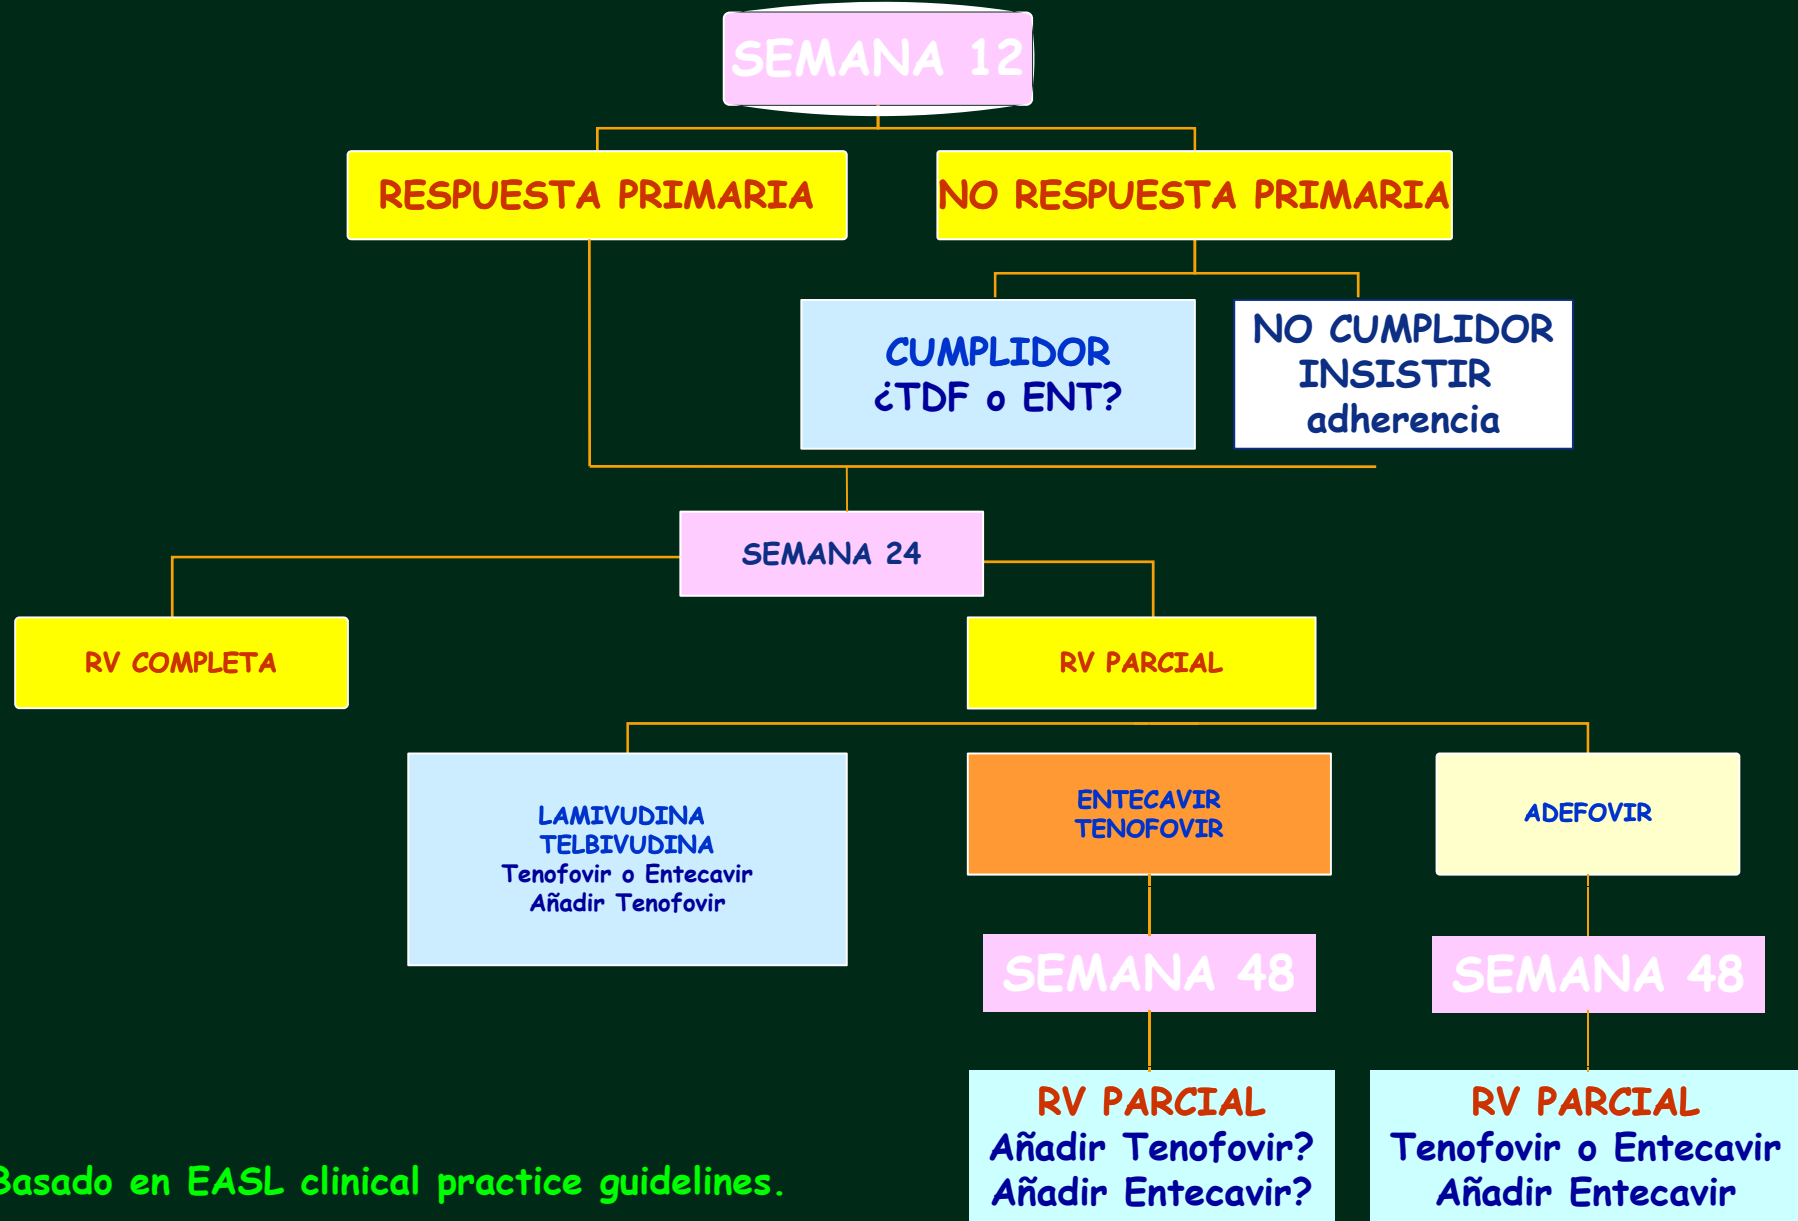 SEMANA 12
RESPUESTA PRIMARIA
NO RESPUESTA PRIMARIA
CUMPLIDOR
¿TDF o ENT?
NO CUMPLIDOR
INSISTIR
adherencia
SEMANA 24
RV COMPLETA
RV PARCIAL
LAMIVUDINA
TELBIVUDINA
Tenofovir o Entecavir
Añadir Tenofovir
ENTECAVIR
TENOFOVIR
ADEFOVIR
SEMANA 48
SEMANA 48
RV PARCIAL
Añadir Tenofovir?
Añadir Entecavir?
RV PARCIAL
Tenofovir o Entecavir
Añadir Entecavir
Basado en EASL clinical practice guidelines.